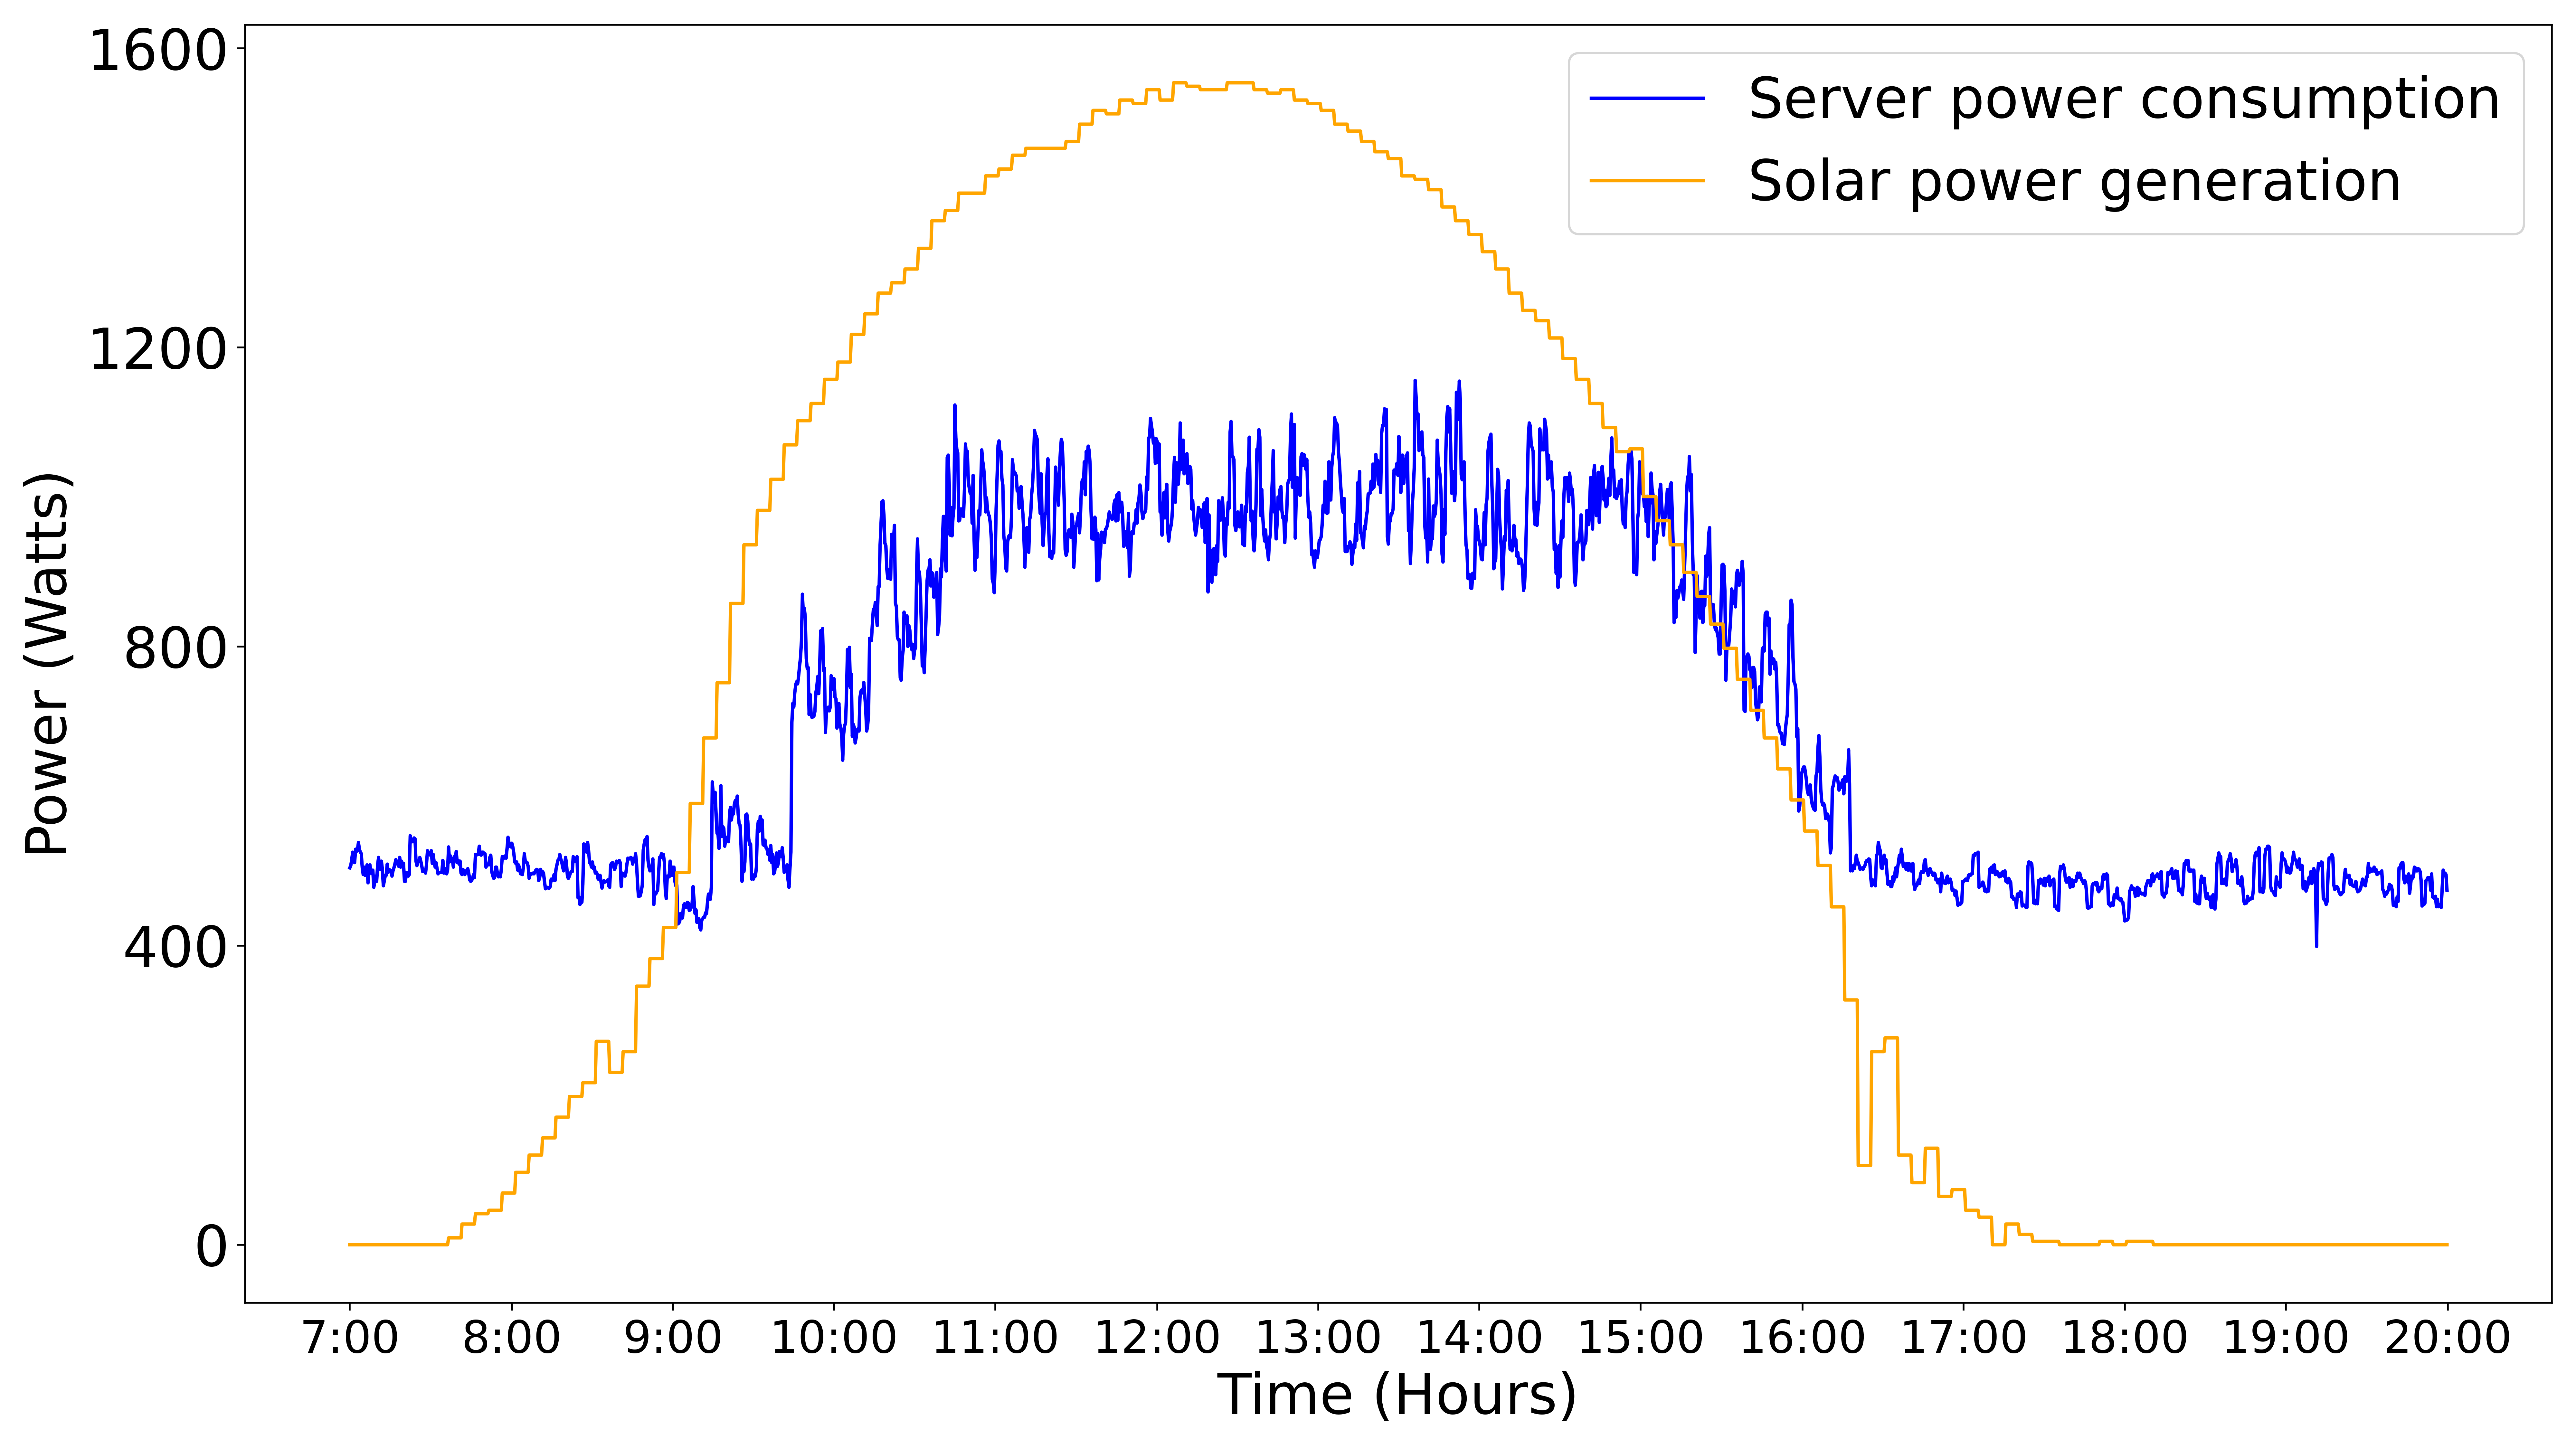 1600
1200
800
400
0
Power (Watts)
Server power consumption
Solar power generation
7:00 8:00 9:00 10:00 11:00 12:00 13:00 14:00 15:00 16:00 17:00 18:00 19:00 20:00
Time (Hours)